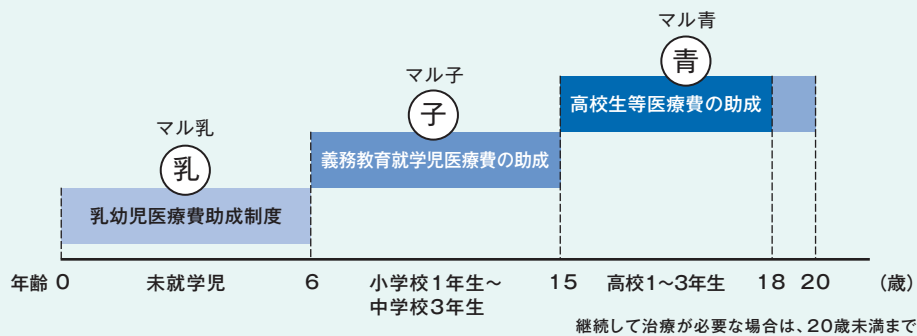 マル青
青
高校生等医療費の助成
マル子
子
義務教育就学児医療費の助成
マル乳
乳
乳幼児医療費助成制度
年齢 0 未就学児 6 小学校1年生～ 15 高校1～3年生 18 20 (歳)
中学校3年生
継続して治療が必要な場合は、20歳未満まで